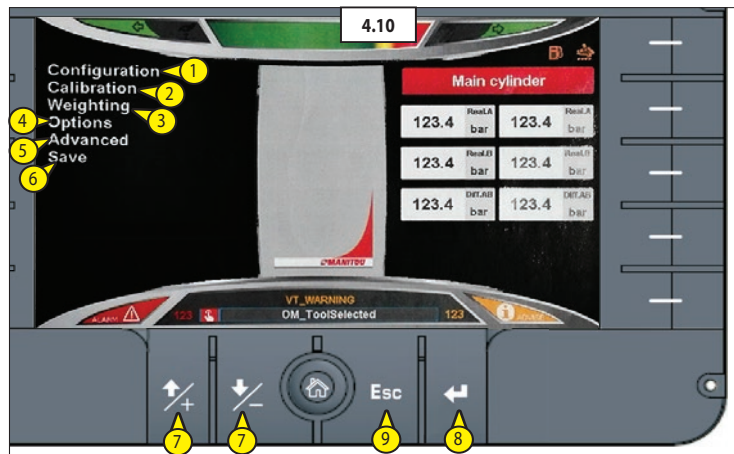 4.10
Configuration 1
Calibration 2
Weighting 3
4 Options
5 Advanced
Save
6
Main cylinder
123.4 Real.A bar 123.4 Real.A bar
123.4 Real.B bar 123.4 Real.B bar
123.4 Diff.AB bar 123.4 Diff.AB bar
MANITOU
VT_WARNING
ALARM 123 OM_ToolSelected 123
+ − Esc
7 7 9 8